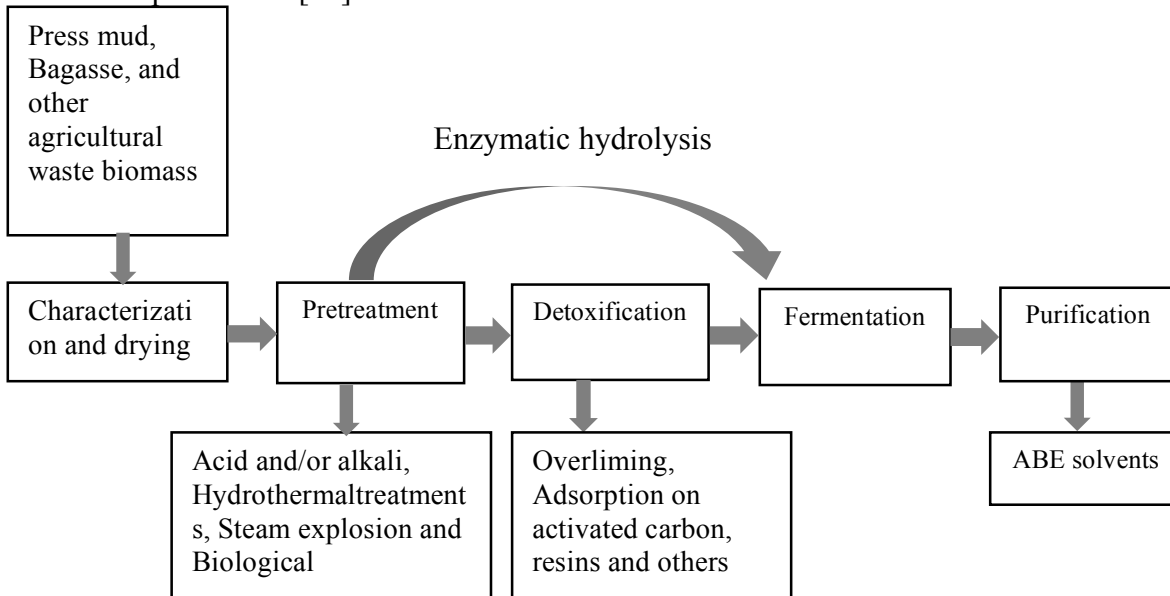 Press mud,
Bagasse, and
other
agricultural
waste biomass
Enzymatic hydrolysis
Characterizati
on and drying
Pretreatment
Detoxification
Fermentation
Purification
Acid and/or alkali,
Hydrothermaltreatment
s, Steam explosion and
Biological
Overliming,
Adsorption on
activated carbon,
resins and others
ABE solvents